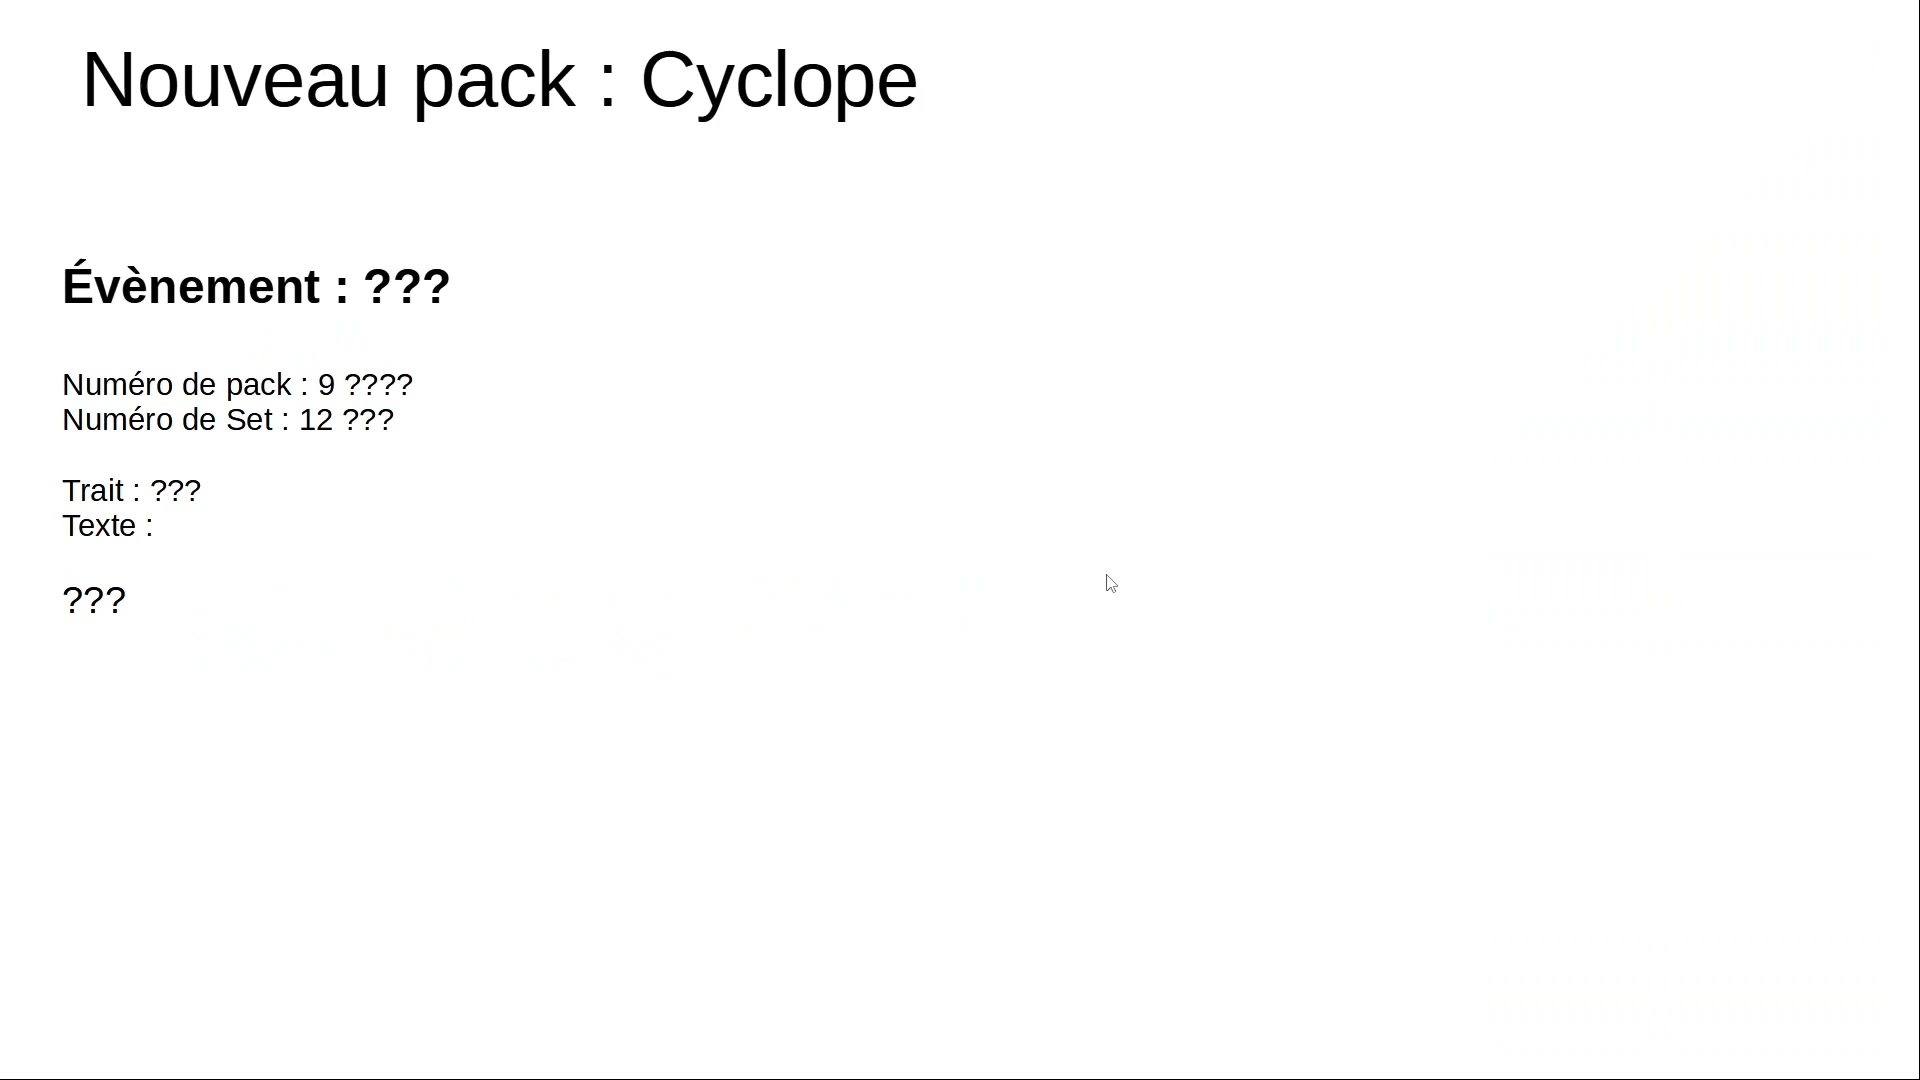 Nouveau pack : Cyclope
Évènement : ???
Numéro de pack : 9 ????
Numéro de Set : 12 ???
Trait : ???
Texte :
???